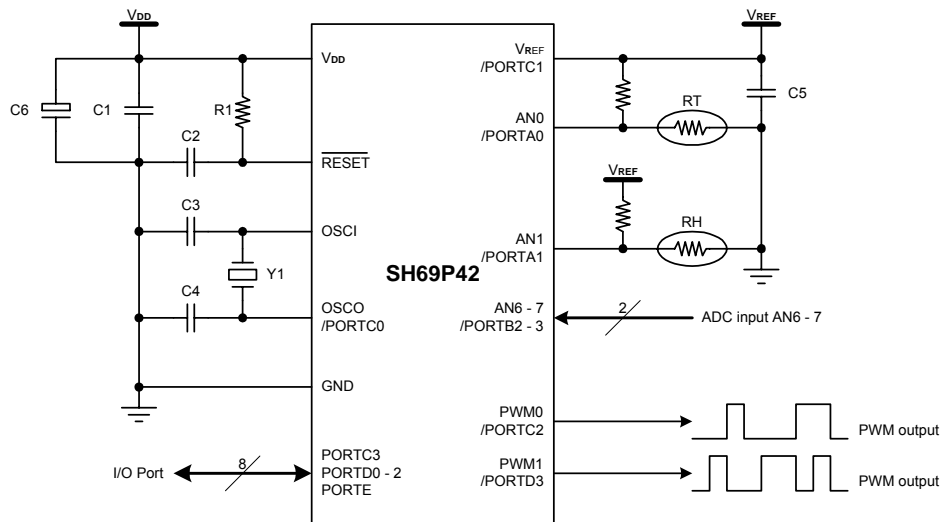 VDD
VREF
VDD
VREF
/PORTC1
C6
C1
R1
C5
RT
AN0
/PORTA0
C2
RESET
VREF
C3
OSCI
RH
AN1
/PORTA1
Y1
SH69P42
C4
OSCO
/PORTC0
AN6 - 7
/PORTB2 - 3
2
ADC input AN6 - 7
GND
PWM0
/PORTC2
PWM output
I/O Port
8
PORTC3
PORTD0 - 2
PORTE
PWM1
/PORTD3
PWM output